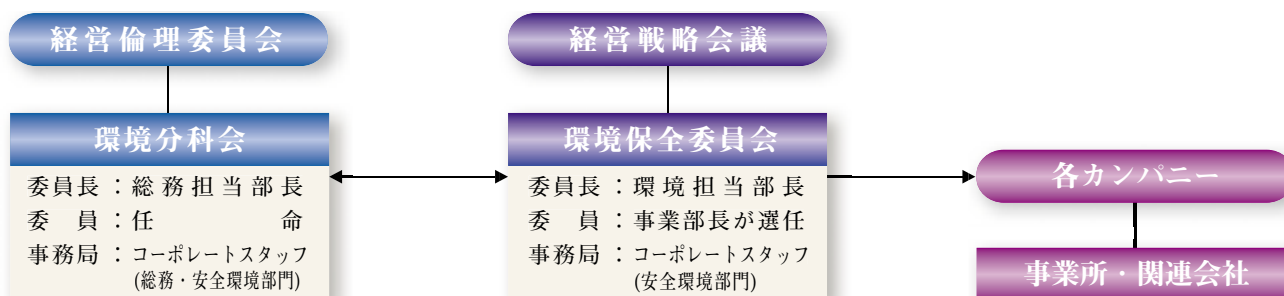 経営倫理委員会
環境分科会
委員長：総務担当部長
委員：任命
事務局：コーポレートスタッフ
(総務・安全環境部門)
経営戦略会議
環境保全委員会
委員長：環境担当部長
委員：事業部長が選任
事務局：コーポレートスタッフ
(安全環境部門)
各カンパニー
事業所・関連会社